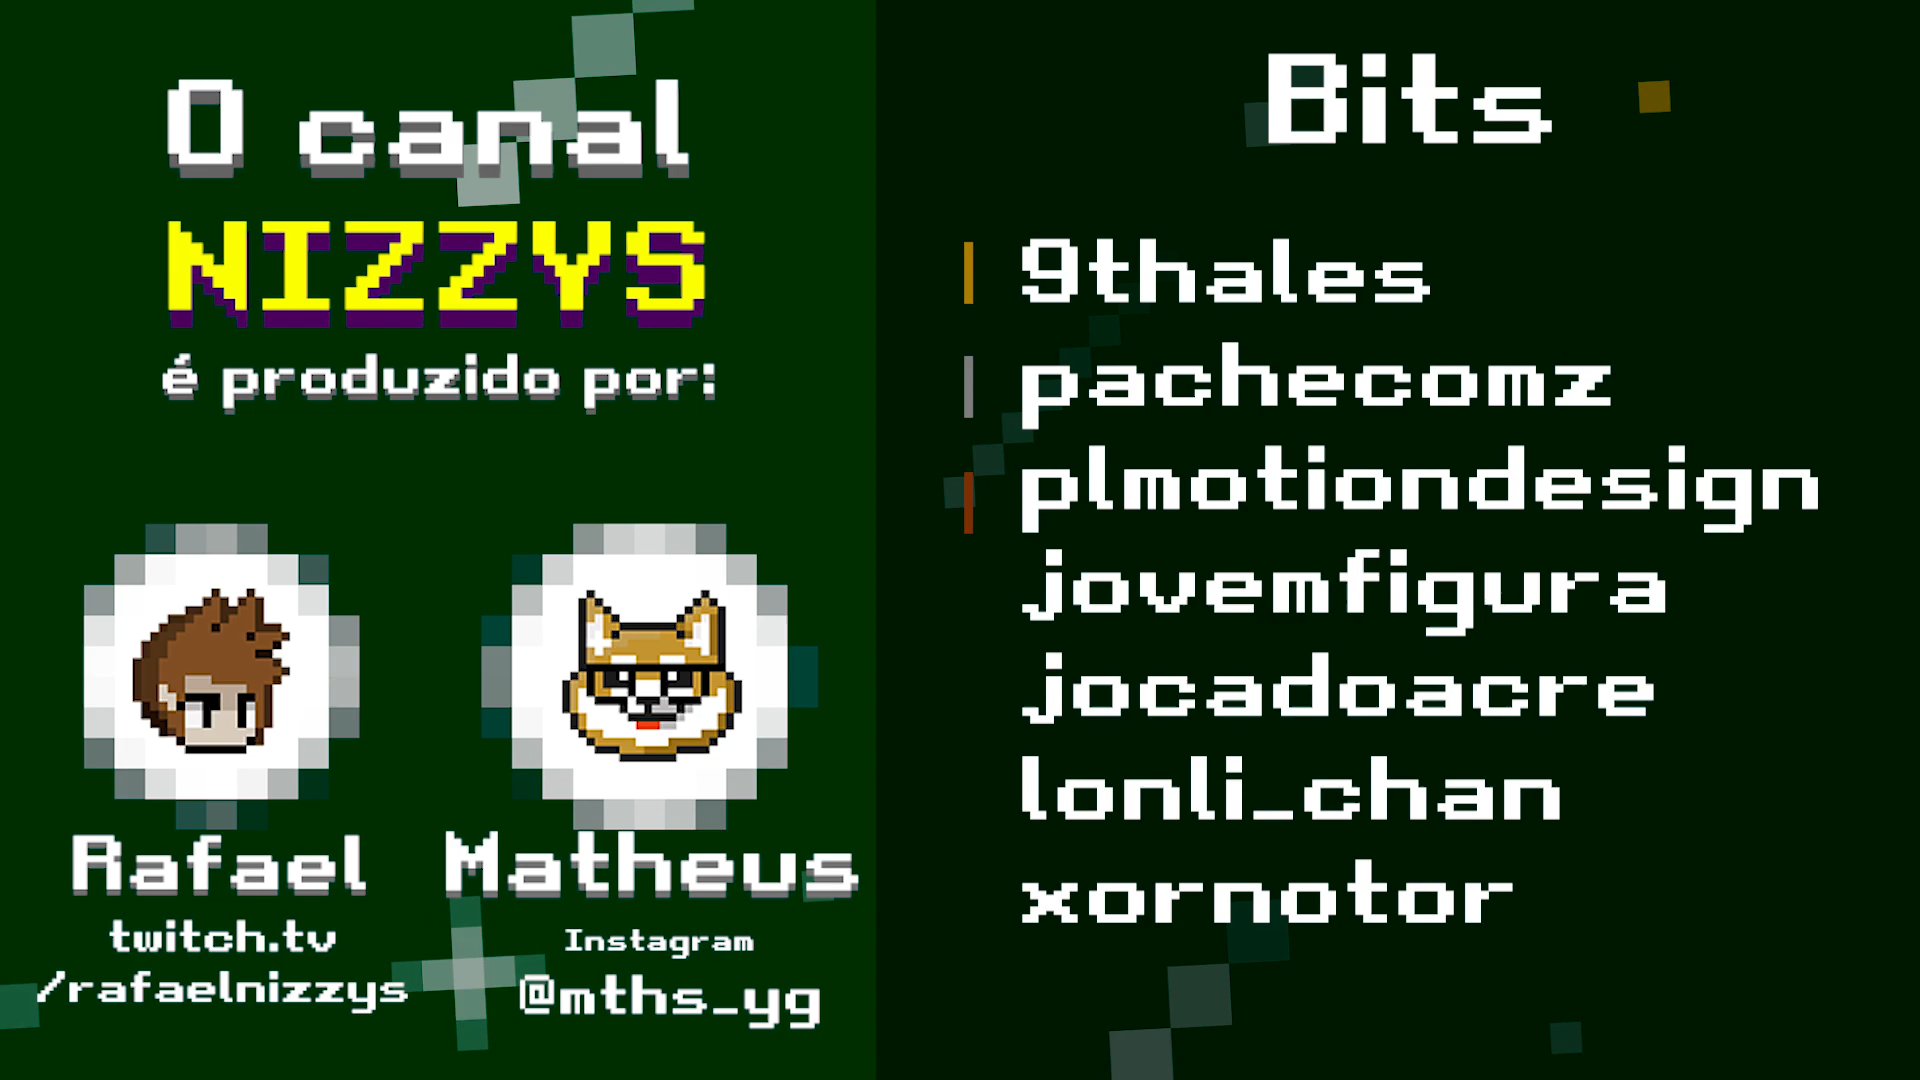 O canal
NIZZYS
é produzido por:
Rafael
twitch.tv
/rafaelnizzys
Matheus
Instagram
@mths_yg
Bits
9thales
pachecomz
plmotiondesign
jovemfigura
jocadoacre
lonli_chan
xornotor